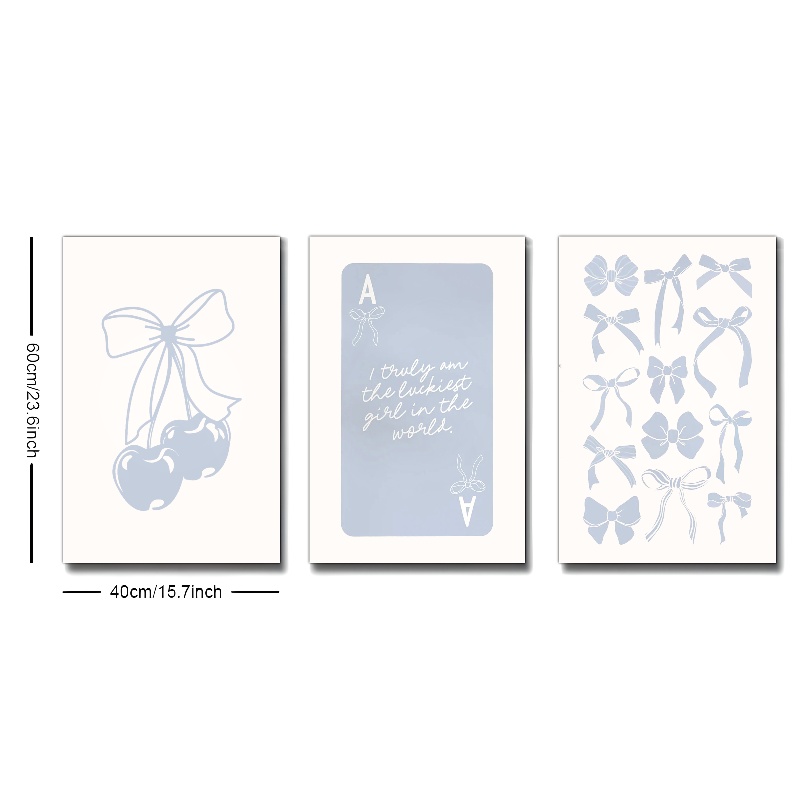 60cm/23.6inch
A
I truly am
the luckiest
girl in the
world.
A
40cm/15.7inch